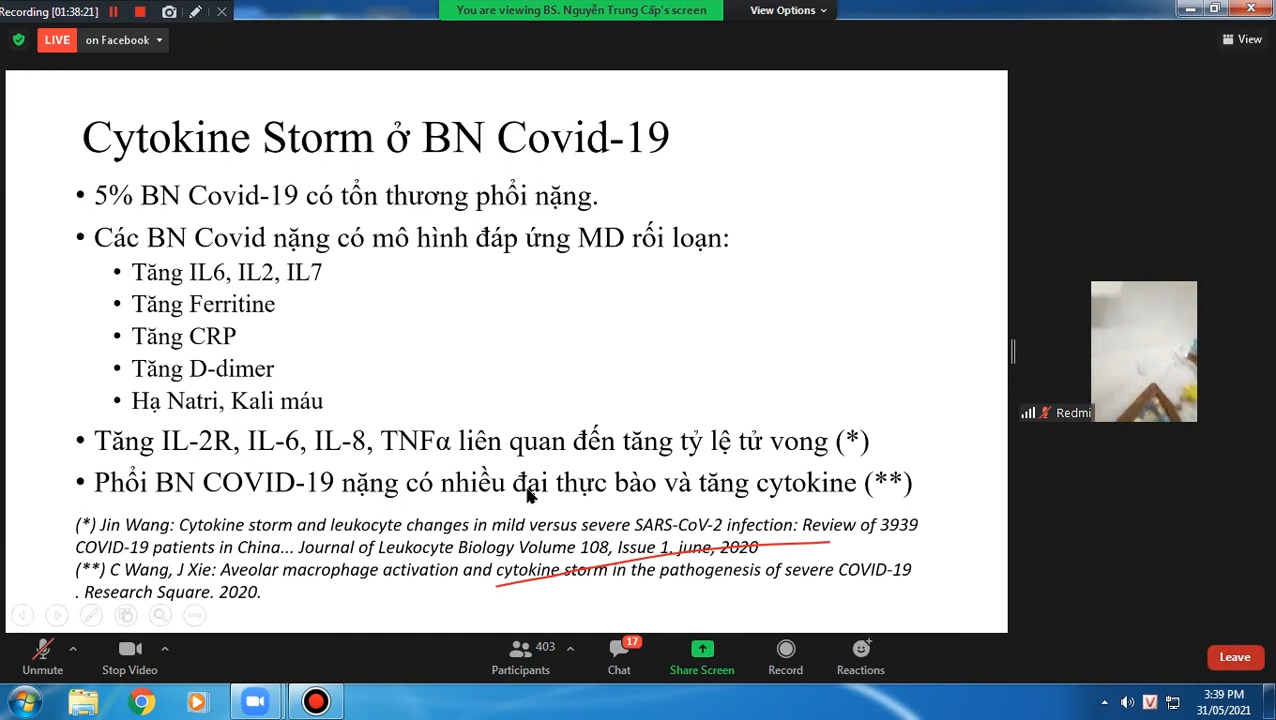 Recording [01:38:21]
You are viewing BS. Nguyễn Trung Cấp's screen
View Options
LIVE
on Facebook
View
Cytokine Storm ở BN Covid-19
• 5% BN Covid-19 có tổn thương phổi nặng.
• Các BN Covid nặng có mô hình đáp ứng MD rối loạn:
• Tăng IL6, IL2, IL7
• Tăng Ferritine
• Tăng CRP
• Tăng D-dimer
• Hạ Natri, Kali máu
• Tăng IL-2R, IL-6, IL-8, TNFα liên quan đến tăng tỷ lệ tử vong (*)
• Phổi BN COVID-19 nặng có nhiều đại thực bào và tăng cytokine (**)
(*) Jin Wang: Cytokine storm and leukocyte changes in mild versus severe SARS-CoV-2 infection: Review of 3939
COVID-19 patients in China... Journal of Leukocyte Biology Volume 108, Issue 1. june, 2020
(**) C Wang, J Xie: Aveolar macrophage activation and cytokine storm in the pathogenesis of severe COVID-19
. Research Square. 2020.
Redmi
Unmute
Stop Video
403
Participants
17
Chat
Share Screen
Record
Reactions
Leave
V
3:39 PM
31/05/2021